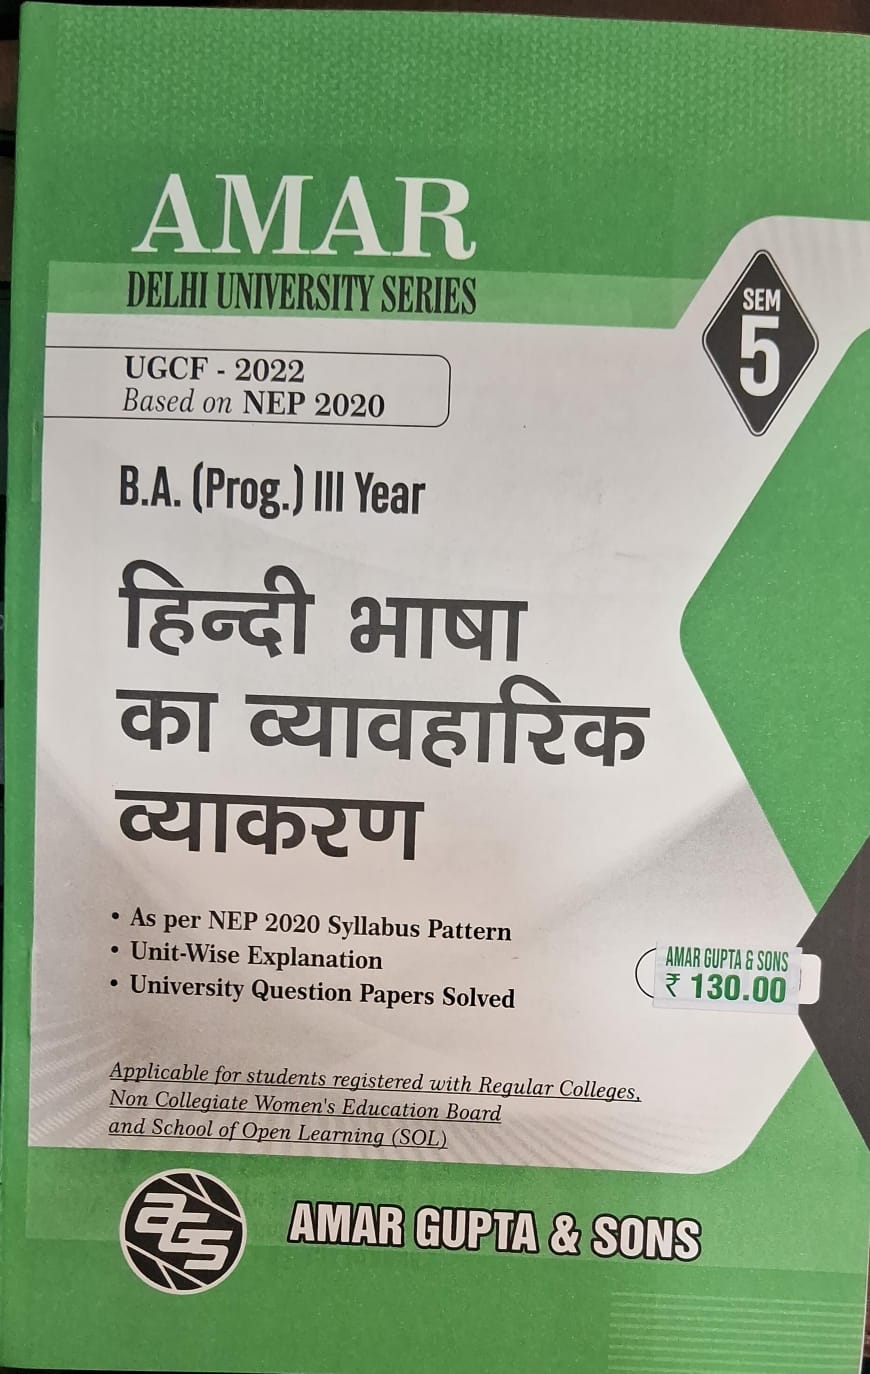 AMAR
DELHI UNIVERSITY SERIES
SEM
5
UGCF - 2022
Based on NEP 2020
B.A. (Prog.) III Year
हिन्दी भाषा
का व्यावहारिक
व्याकरण
• As per NEP 2020 Syllabus Pattern
• Unit-Wise Explanation
• University Question Papers Solved
AMAR GUPTA & SONS
₹ 130.00
Applicable for students registered with Regular Colleges,
Non Collegiate Women's Education Board
and School of Open Learning (SOL)
aGS
AMAR GUPTA & SONS